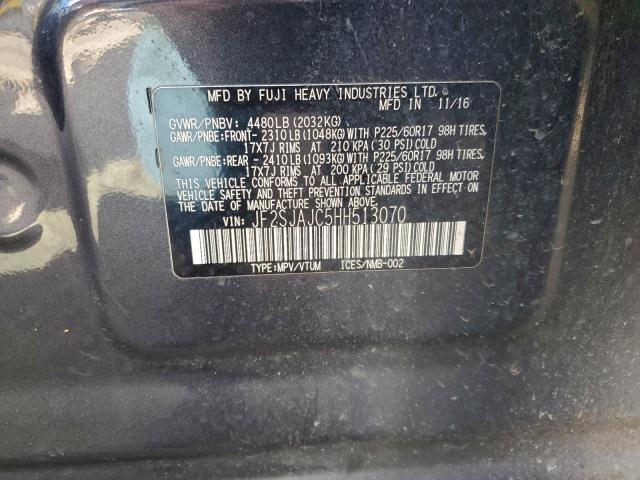 MFD BY FUJI HEAVY INDUSTRIES LTD.
MFD IN 11/16
GVWR/PNBV: 4480LB(2032KG)
GAWR/PNBE:FRONT- 2310LB(1048KG)WITH P225/60R17 98H TIRES,
17X7J RIMS AT 210 KPA(30 PSI)COLD
GAWR/PNBE:REAR - 2410LB(1093KG)WITH P225/60R17 98H TIRES,
17X7J RIMS AT 200 KPA(29 PSI)COLD
THIS VEHICLE CONFORMS TO ALL APPLICABLE FEDERAL MOTOR
VEHICLE SAFETY AND THEFT PREVENTION STANDARDS IN EFFECT ON
THE DATE OF MANUFACTURE SHOWN ABOVE.
VIN: JF2SJAJC5HH513070
TYPE:MPV/VTUM ICES/NMB-002